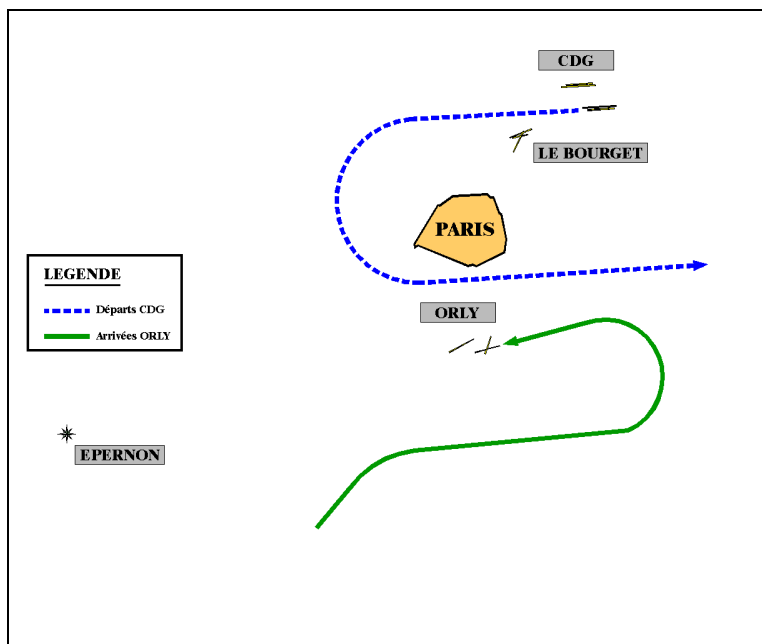 CDG
LE BOURGET
PARIS
LEGENDE
Départs CDG
Arrivées ORLY
ORLY
EPERNON